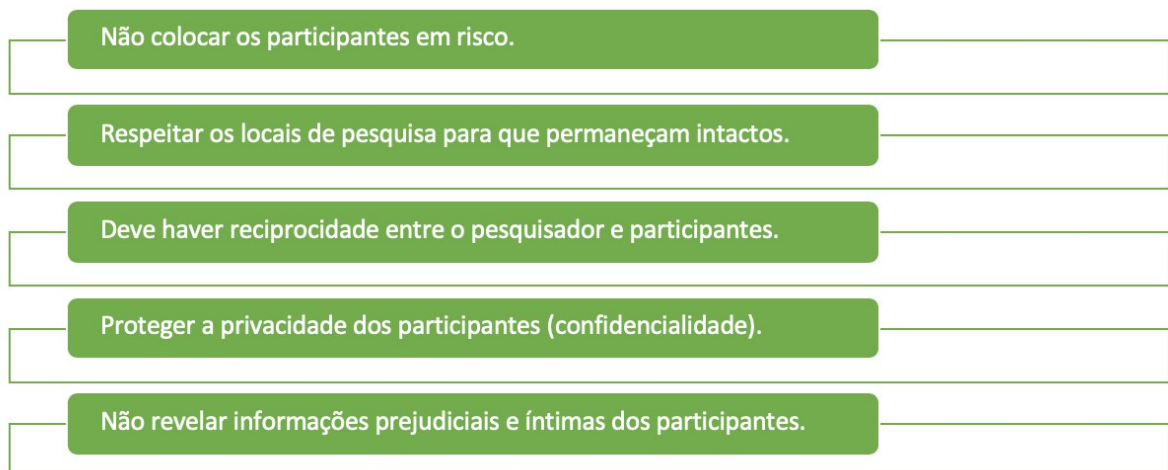 Não colocar os participantes em risco.
Respeitar os locais de pesquisa para que permaneçam intactos.
Deve haver reciprocidade entre o pesquisador e participantes.
Proteger a privacidade dos participantes (confidencialidade).
Não revelar informações prejudiciais e íntimas dos participantes.